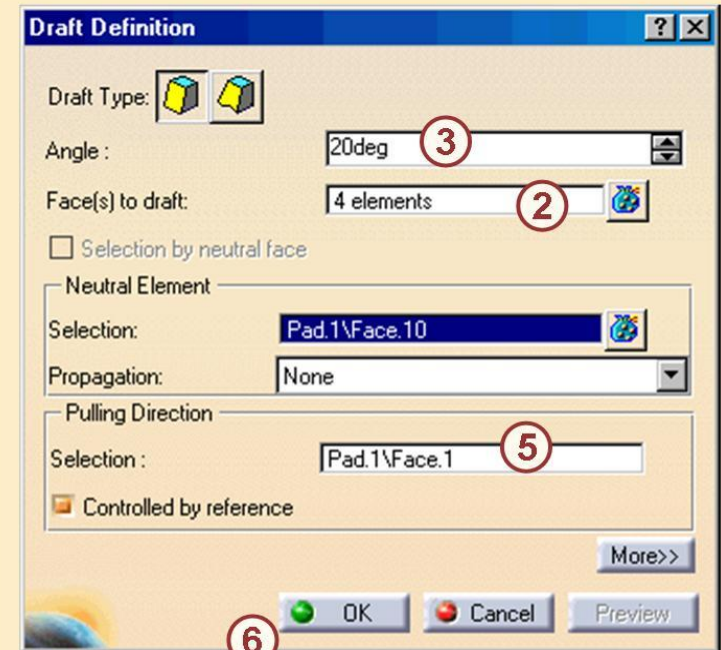 Draft Definition
Draft Type:
Angle : 20deg 3
Face(s) to draft: 4 elements 2
Selection by neutral face
Neutral Element
Selection: Pad.1\Face.10
Propagation: None
Pulling Direction
Selection : Pad.1\Face.1 5
Controlled by reference
More>>
6 OK Cancel Preview